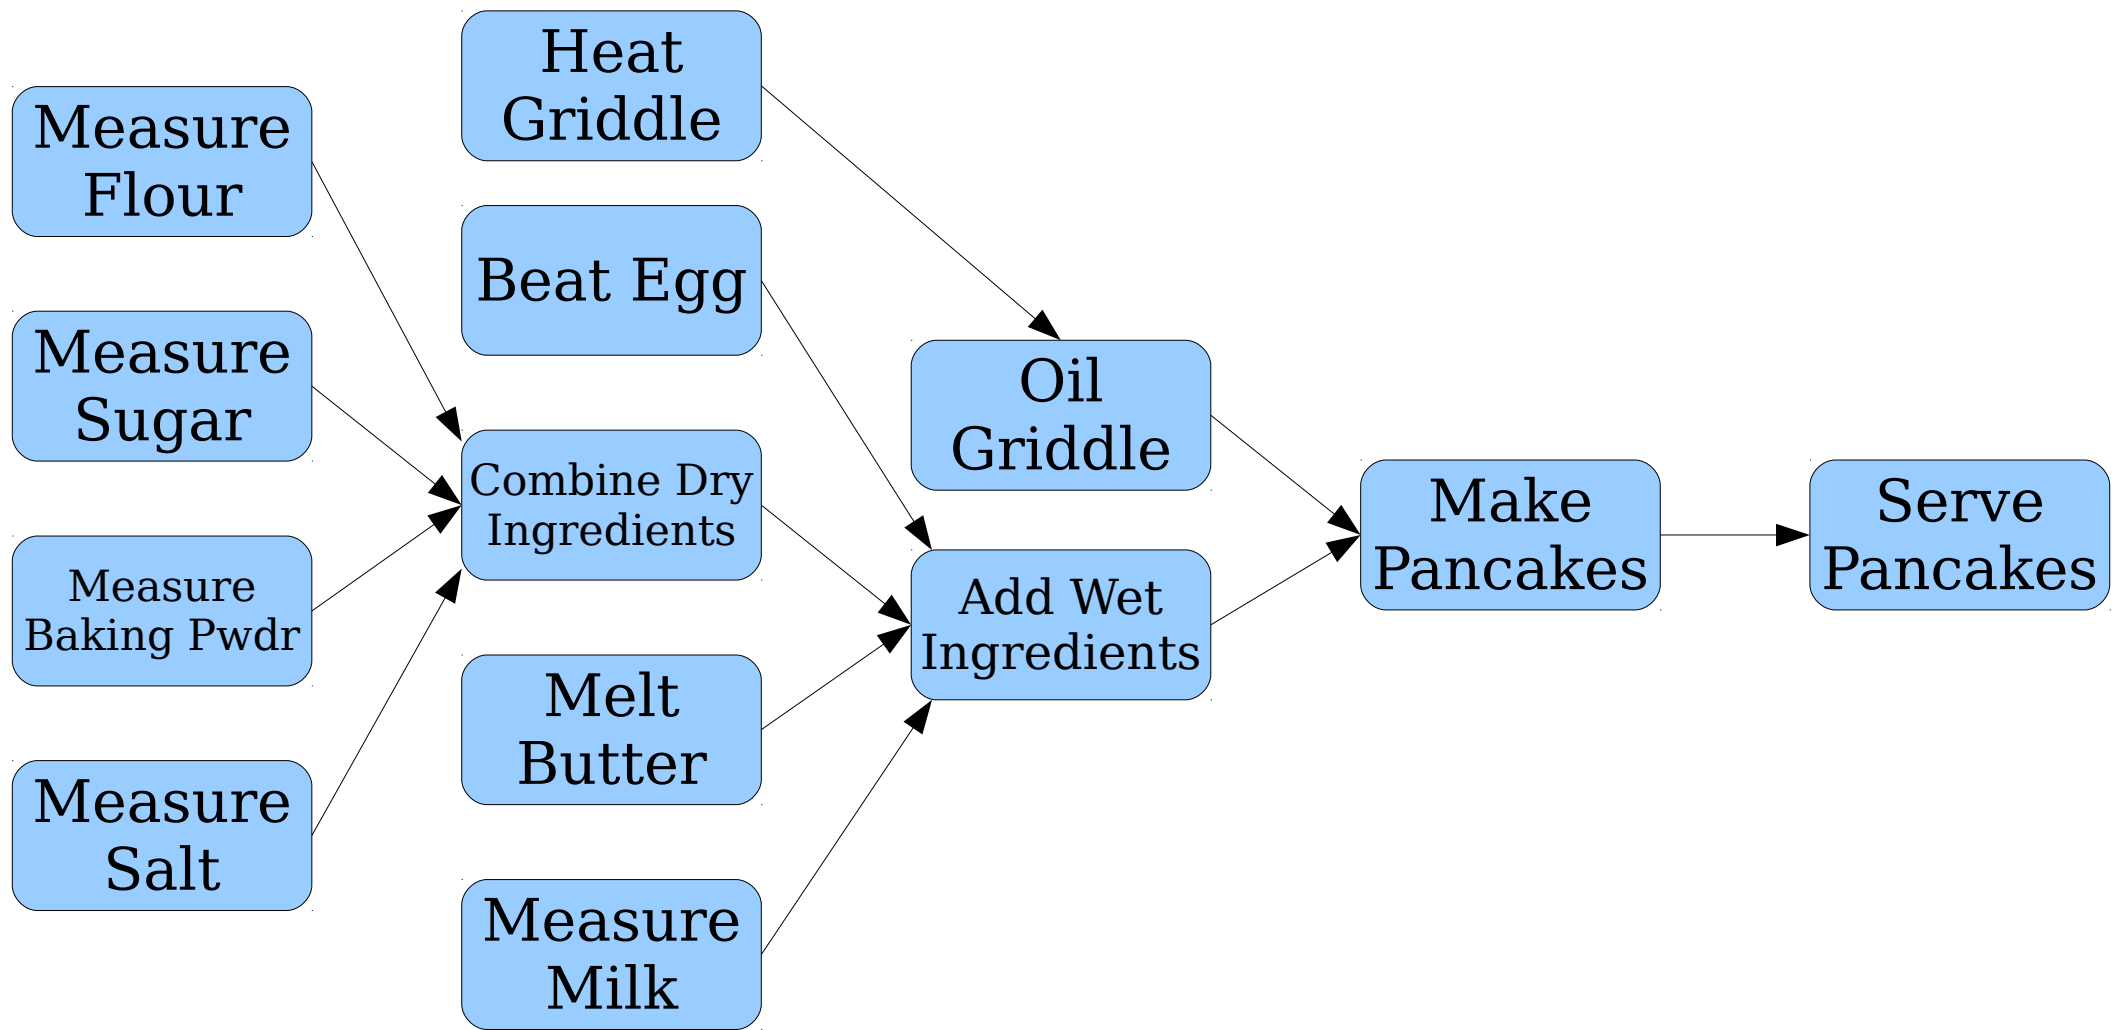 Measure
Flour
Measure
Sugar
Measure
Baking Pwdr
Measure
Salt
Heat
Griddle
Beat Egg
Combine Dry
Ingredients
Melt
Butter
Measure
Milk
Oil
Griddle
Add Wet
Ingredients
Make
Pancakes
Serve
Pancakes